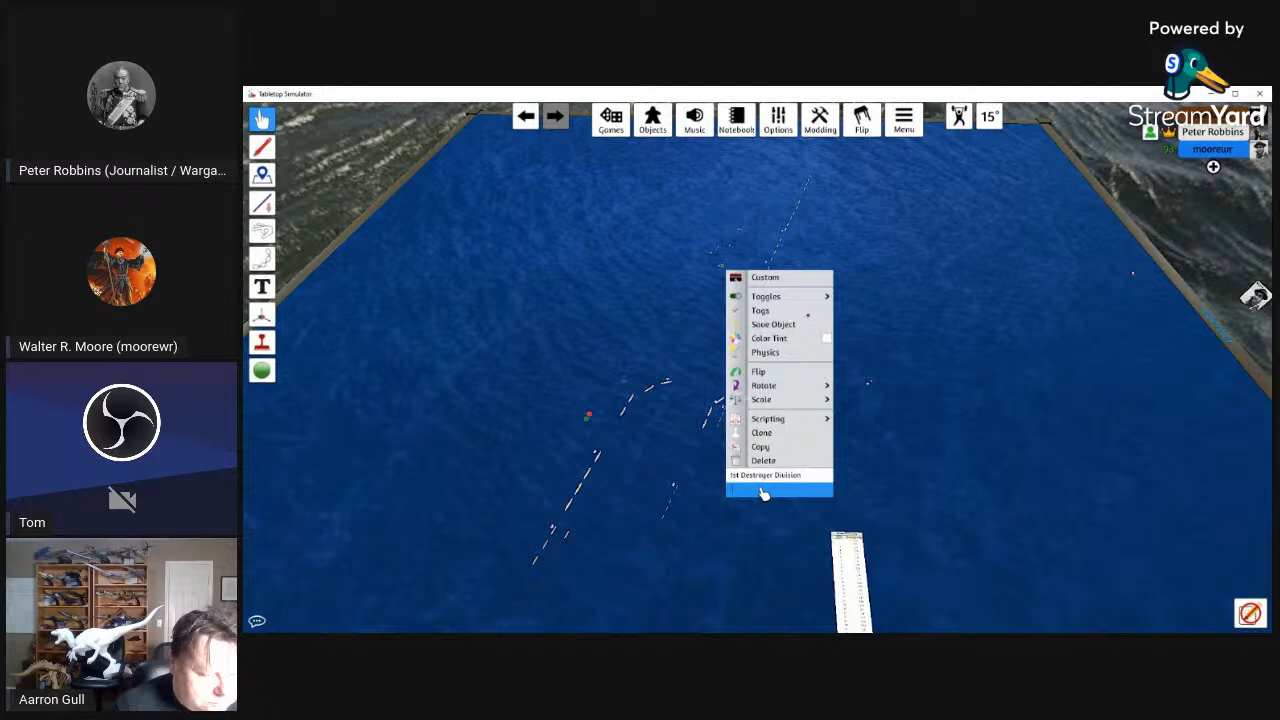 Powered by
S
StreamYard
Tabletop Simulator
Games
Objects
Music
Notebook
Options
Modding
Flip
Menu
15°
Peter Robbins
93
moorewr
T
Custom
Toggles
Tags
Save Object
Color Tint
Physics
Flip
Rotate
Scale
Scripting
Clone
Copy
Delete
1st Destroyer Division
Peter Robbins (Journalist / Warga...
Walter R. Moore (moorewr)
Tom
Aarron Gull